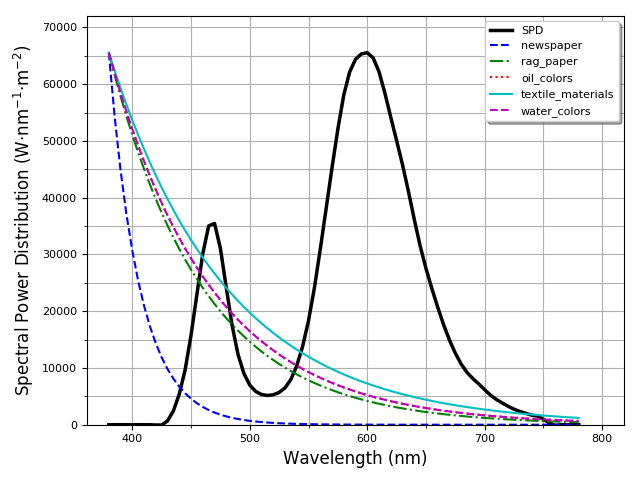 70000
60000
50000
40000
30000
20000
10000
0
Spectral Power Distribution (W·nm⁻¹·m⁻²)
SPD
newspaper
rag_paper
oil_colors
textile_materials
water_colors
400 500 600 700 800
Wavelength (nm)